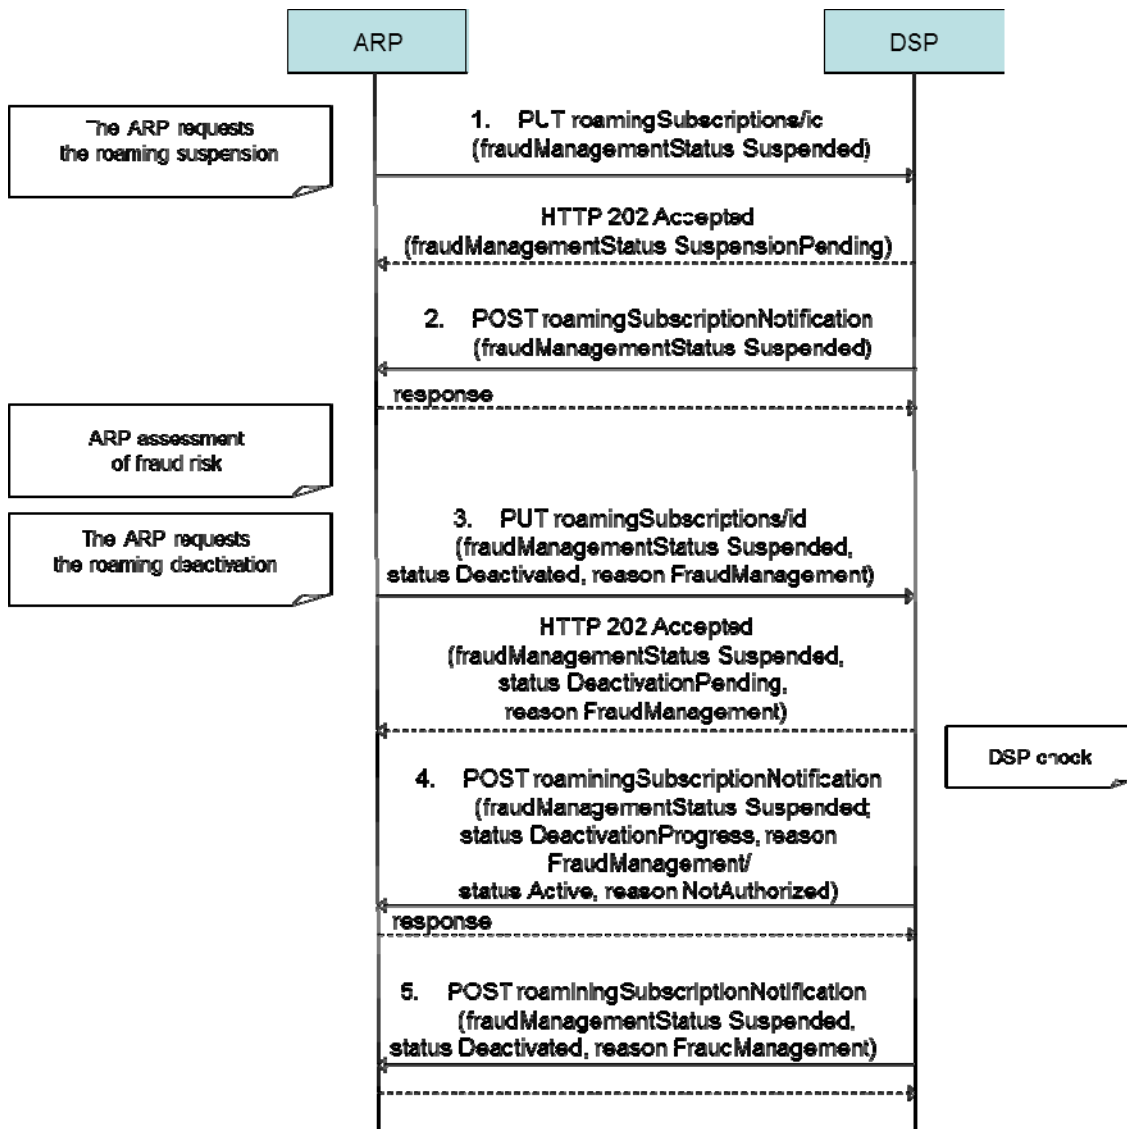 ARP
DSP
The ARP requests
the roaming suspension
1. PUT roamingSubscriptions/ic
(fraudManagementStatus Suspended)
HTTP 202 Accepted
(fraudManagementStatus SuspensionPending)
2. POST roamingSubscriptionNotification
(fraudManagementStatus Suspended)
response
ARP assessment
of fraud risk
The ARP requests
the roaming deactivation
3. PUT roamingSubscriptions/id
(fraudManagementStatus Suspended,
status Deactivated, reason FraudManagement)
HTTP 202 Accepted
(fraudManagementStatus Suspended,
status DeactivationPending,
reason FraudManagement)
DSP check
4. POST roaminingSubscriptionNotification
(fraudManagementStatus Suspended;
status DeactivationProgress, reason
FraudManagement/
status Active, reason NotAuthorized)
response
5. POST roaminingSubscriptionNotification
(fraudManagementStatus Suspended,
status Deactivated, reason FraudManagement)